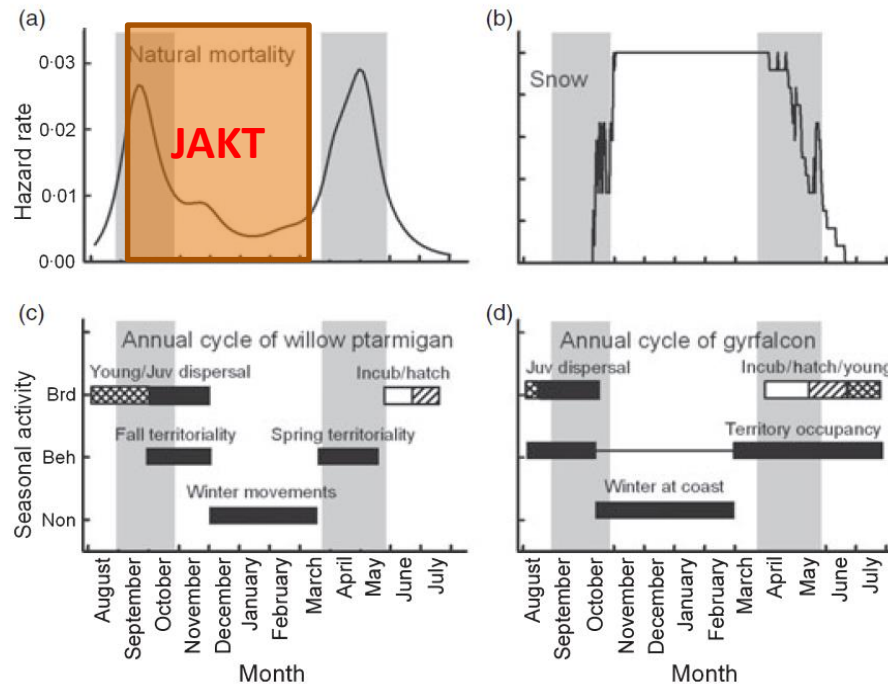 (a)
Natural mortality
JAKT
Hazard rate
0·03
0·02
0·01
0·00
(b)
Snow
(c)
Annual cycle of willow ptarmigan
Young/Juv dispersal
Incub/hatch
Fall territoriality
Spring territoriality
Winter movements
Seasonal activity
Brd
Beh
Non
August
September
October
November
December
January
February
March
April
May
June
July
Month
(d)
Annual cycle of gyrfalcon
Juv dispersal
Incub/hatch/young
Territory occupancy
Winter at coast
August
September
October
November
December
January
February
March
April
May
June
July
Month